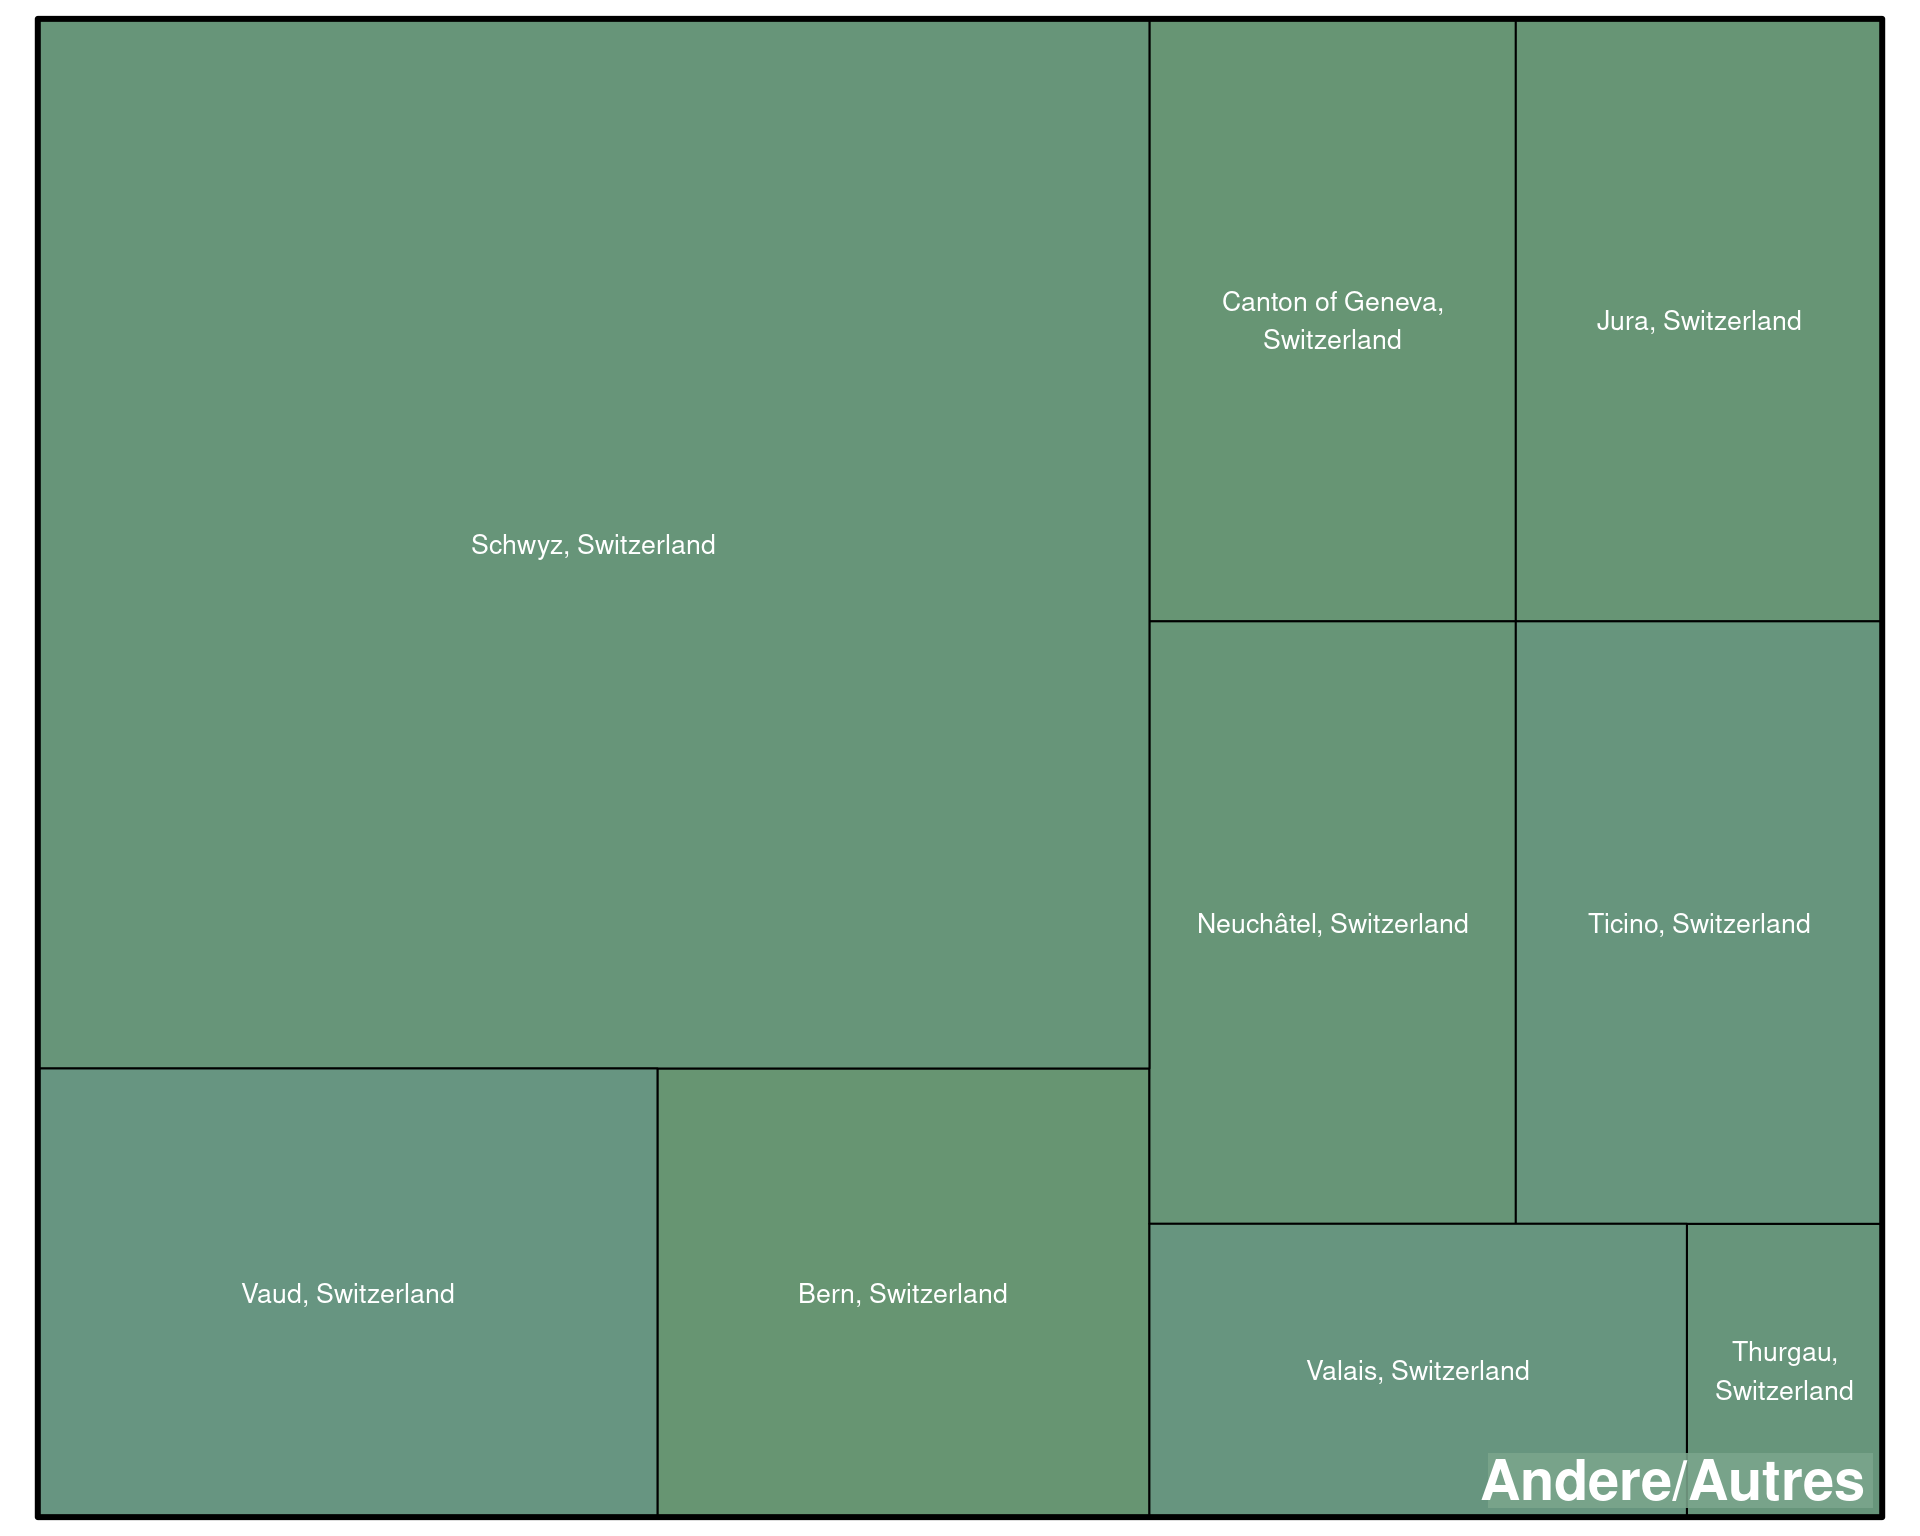 Canton of Geneva,
Switzerland
Jura, Switzerland
Schwyz, Switzerland
Neuchâtel, Switzerland
Ticino, Switzerland
Vaud, Switzerland
Bern, Switzerland
Valais, Switzerland
Thurgau,
Switzerland
Andere/Autres